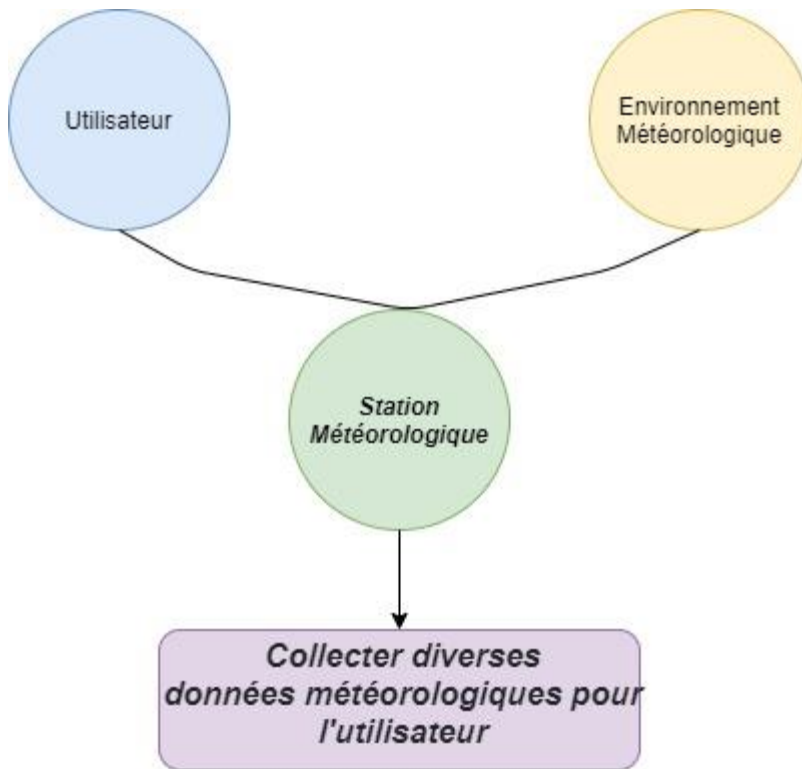 Utilisateur
Environnement
Météorologique
Station
Météorologique
Collecter diverses
données météorologiques pour
l'utilisateur